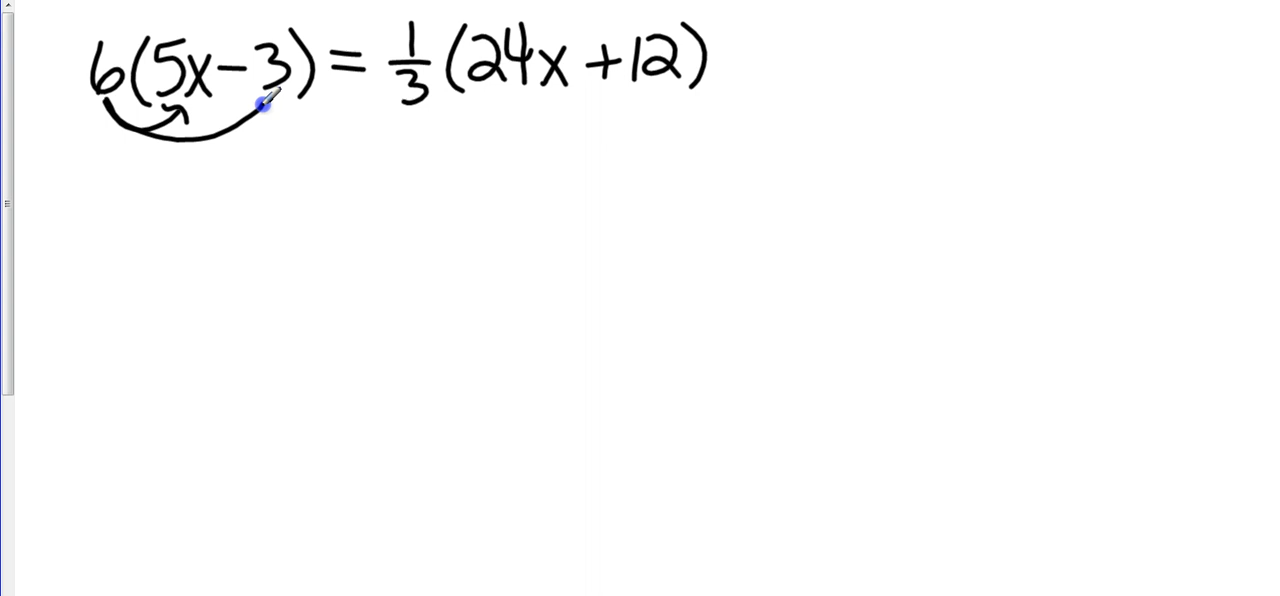 6(5x-3) = 1/3 (24x + 12)